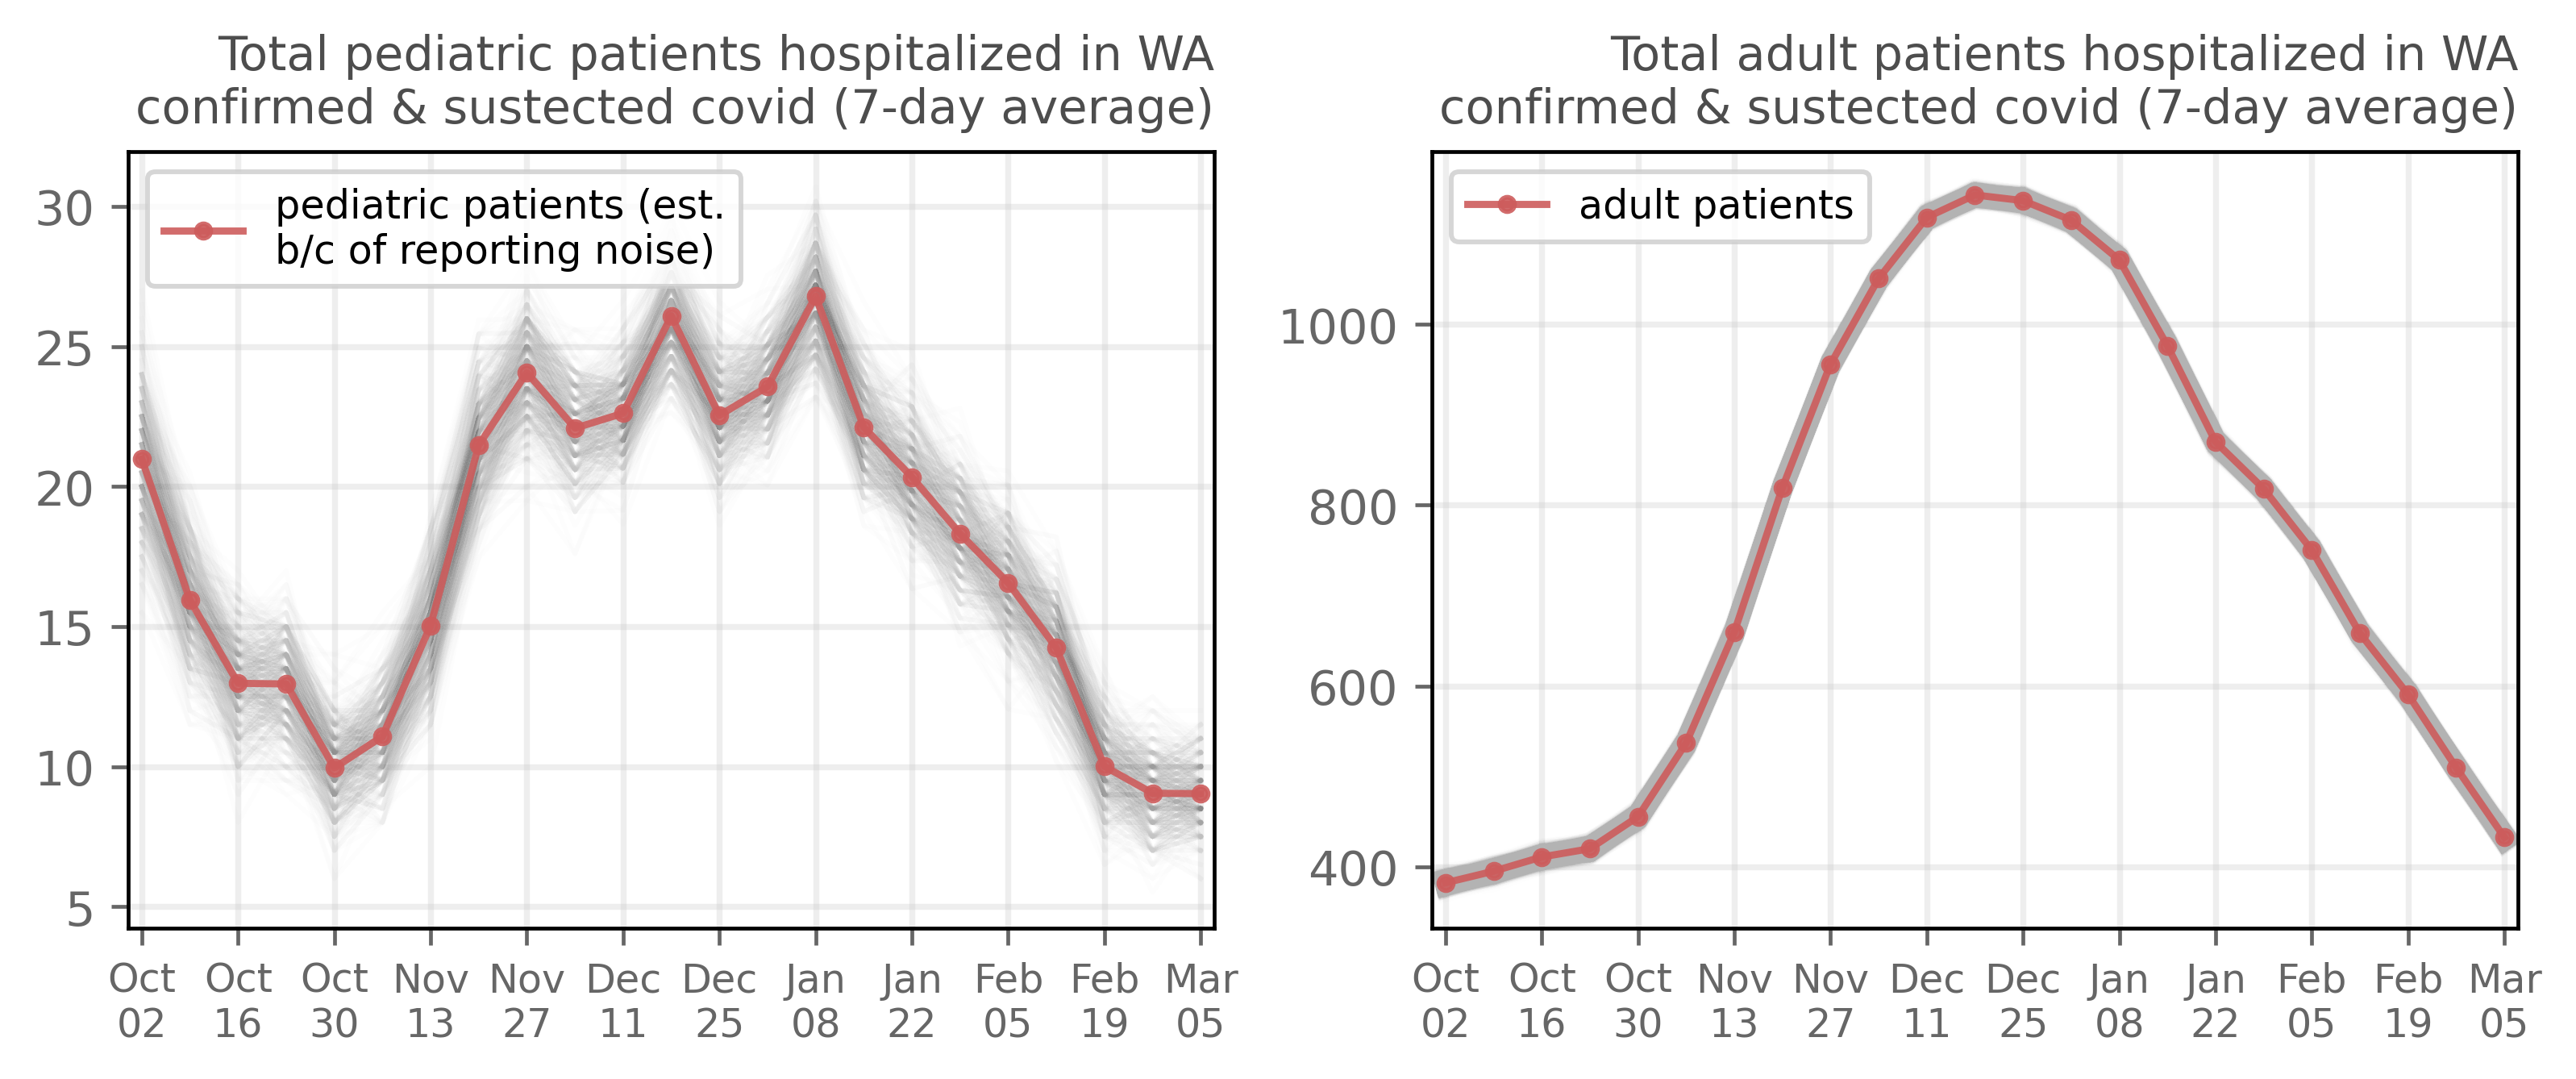 Total pediatric patients hospitalized in WA
confirmed & sustected covid (7-day average)
pediatric patients (est.
b/c of reporting noise)
30
25
20
15
10
5
Oct Oct Oct Nov Nov Dec Dec Jan Jan Feb Feb Mar
02 16 30 13 27 11 25 08 22 05 19 05
Total adult patients hospitalized in WA
confirmed & sustected covid (7-day average)
adult patients
1000
800
600
400
Oct Oct Oct Nov Nov Dec Dec Jan Jan Feb Feb Mar
02 16 30 13 27 11 25 08 22 05 19 05